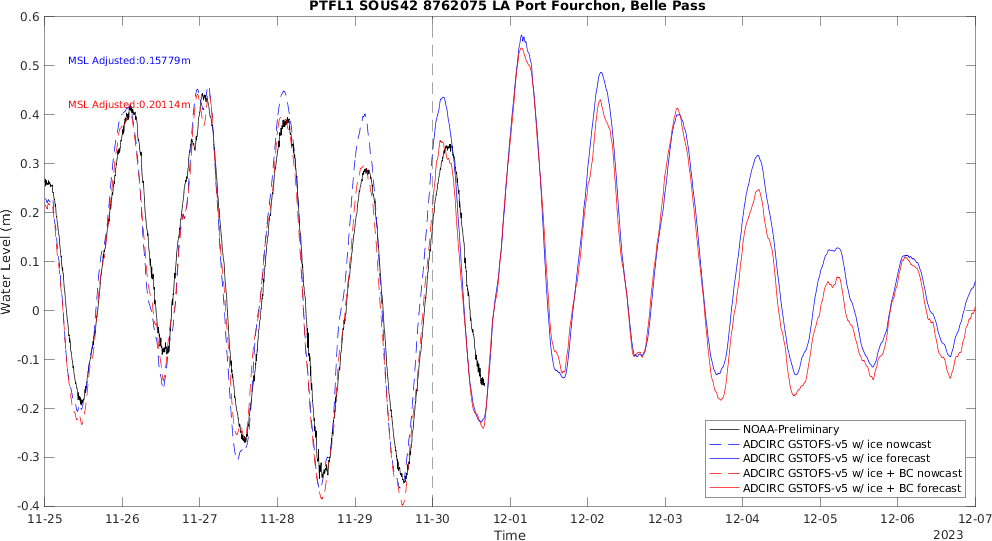 PTFL1 SOUS42 8762075 LA Port Fourchon, Belle Pass
0.6
0.5
0.4
0.3
0.2
0.1
0
-0.1
-0.2
-0.3
-0.4
Water Level (m)
MSL Adjusted:0.15779m
MSL Adjusted:0.20114m
NOAA-Preliminary
ADCIRC GSTOFS-v5 w/ ice nowcast
ADCIRC GSTOFS-v5 w/ ice forecast
ADCIRC GSTOFS-v5 w/ ice + BC nowcast
ADCIRC GSTOFS-v5 w/ ice + BC forecast
11-25 11-26 11-27 11-28 11-29 11-30 12-01 12-02 12-03 12-04 12-05 12-06 12-07
Time
2023